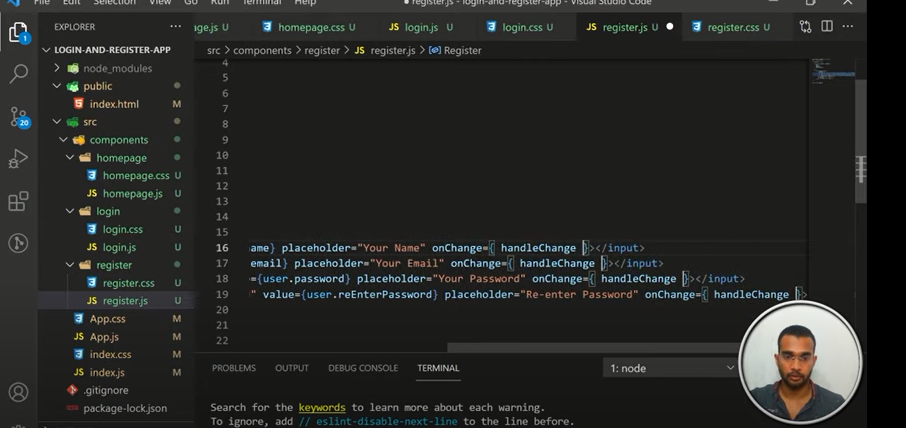 File Edit Selection View Go Run Terminal Help
register.js - login-and-register-app - Visual Studio Code
EXPLORER
LOGIN-AND-REGISTER-APP
node_modules
public
index.html M
src
components
homepage
homepage.css U
homepage.js U
login
login.css U
login.js U
register
register.css U
register.js U
App.css M
App.js M
index.css M
index.js M
.gitignore
package-lock.json M
1
20
age.js U homepage.css U login.js U login.css U register.js U register.css U
src > components > register > register.js > Register
4
5
6
7
8
9
10
11
12
13
14
15
16 ame} placeholder="Your Name" onChange={ handleChange }></input>
17 email} placeholder="Your Email" onChange={ handleChange }></input>
18 ={user.password} placeholder="Your Password" onChange={ handleChange }></input>
19 " value={user.reEnterPassword} placeholder="Re-enter Password" onChange={ handleChange }>
20
21
22
PROBLEMS OUTPUT DEBUG CONSOLE TERMINAL 1: node
Search for the keywords to learn more about each warning.
To ignore, add // eslint-disable-next-line to the line before.